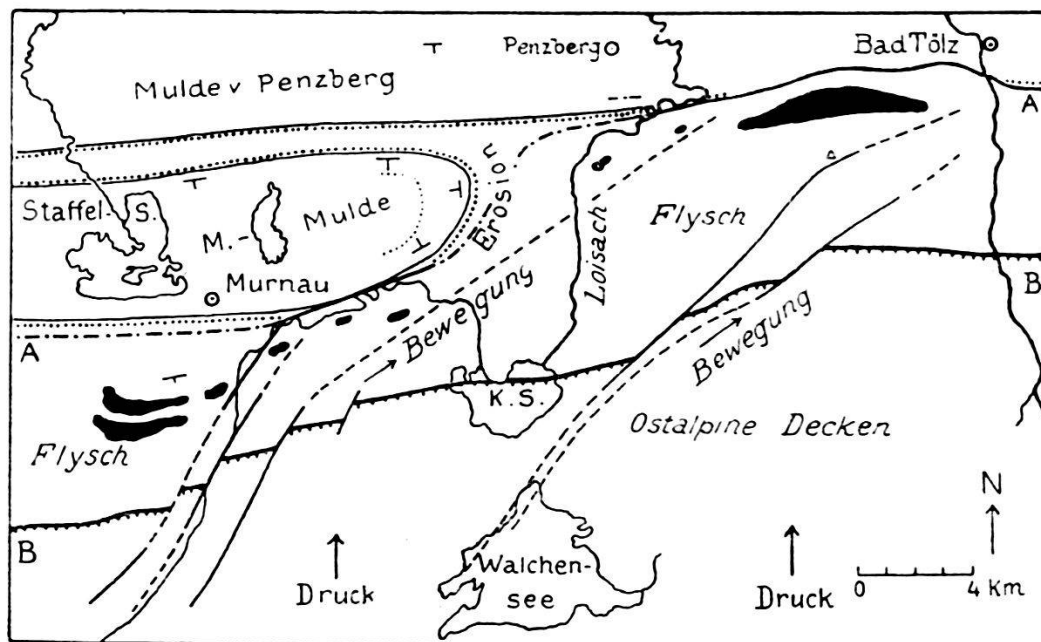 Penzberg
Bad Tölz
Mulde v Penzberg
A
Erosion
Staffel-
S.
M.-
Mulde
Flysch
Murnau
Loisach
B
A
Bewegung
Bewegung
K.S.
Ostalpine Decken
Flysch
N
B
Walchen-
see
Druck
Druck
0 4 Km